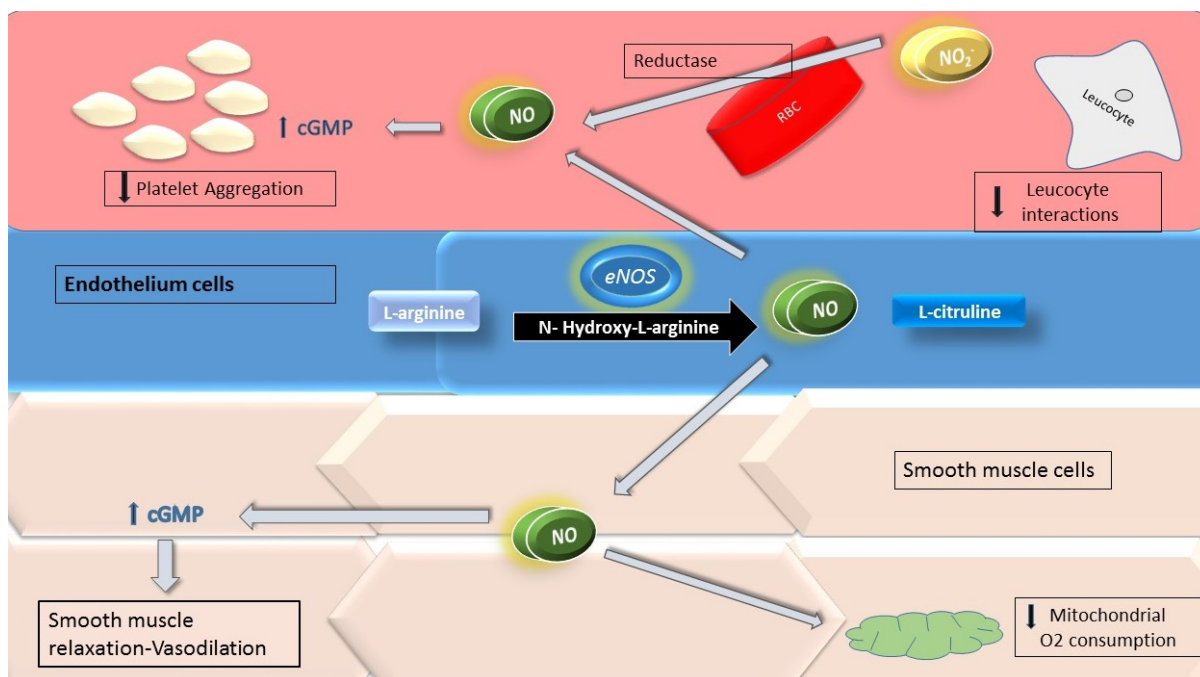 Reductase
NO₂⁻
Leucocyte
RBC
NO
cGMP
Platelet Aggregation
Leucocyte
interactions
Endothelium cells
eNOS
L-arginine
N- Hydroxy-L-arginine
NO
L-citruline
Smooth muscle cells
cGMP
NO
Smooth muscle
relaxation-Vasodilation
Mitochondrial
O2 consumption